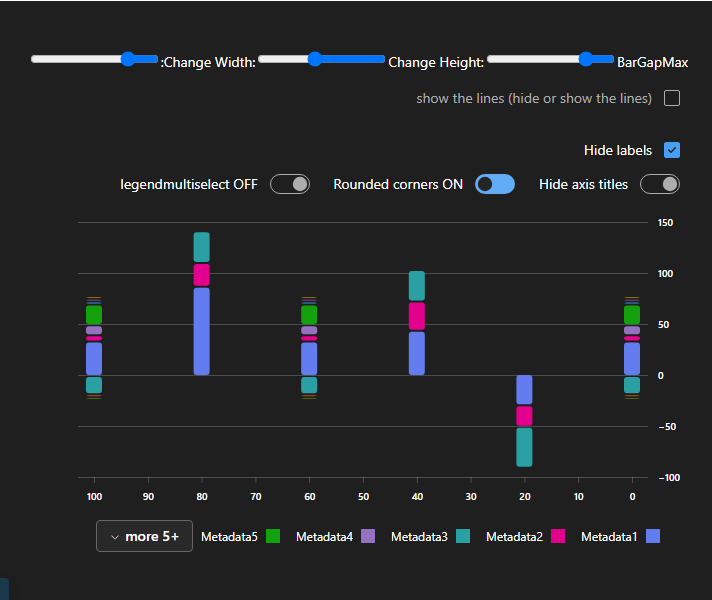 :Change Width: Change Height: BarGapMax
show the lines (hide or show the lines)
Hide labels
legendmultiselect OFF Rounded corners ON Hide axis titles
150
100
50
0
−50
−100
100 90 80 70 60 50 40 30 20 10 0
more 5+ Metadata5 Metadata4 Metadata3 Metadata2 Metadata1